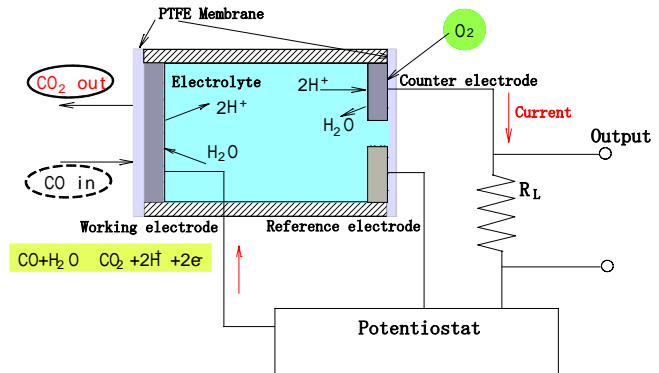 PTFE Membrane
O₂
CO₂ out
Electrolyte
2H⁺
Counter electrode
2H⁺
H₂O
Current
Output
H₂O
CO in
R_L
Working electrode
Reference electrode
CO+H₂O CO₂+2H⁺+2e-
Potentiostat